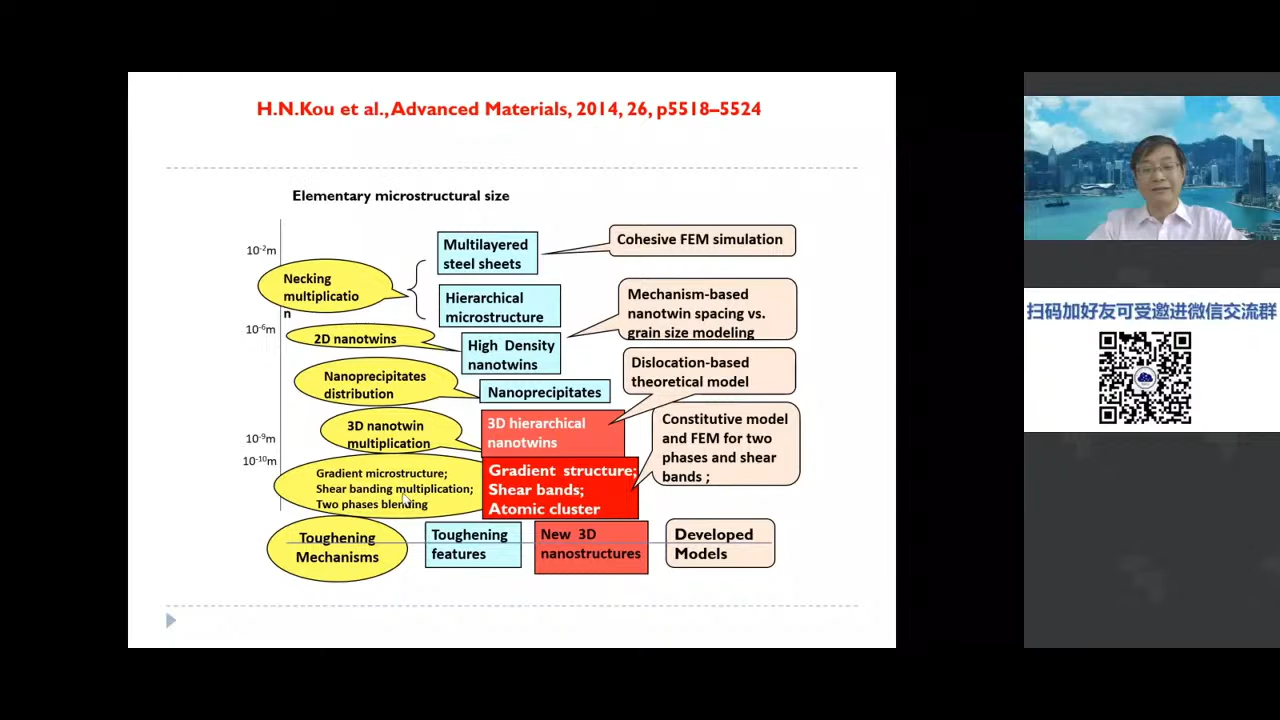 H.N.Kou et al., Advanced Materials, 2014, 26, p5518–5524
Elementary microstructural size
10-2m
10-6m
10-9m
10-10m
Necking
multiplicatio
n
2D nanotwins
Nanoprecipitates
distribution
3D nanotwin
multiplication
Gradient microstructure;
Shear banding multiplication;
Two phases blending
Toughening
Mechanisms
Multilayered
steel sheets
Hierarchical
microstructure
High Density
nanotwins
Nanoprecipitates
3D hierarchical
nanotwins
Gradient structure;
Shear bands;
Atomic cluster
Toughening
features
New 3D
nanostructures
Cohesive FEM simulation
Mechanism-based
nanotwin spacing vs.
grain size modeling
Dislocation-based
theoretical model
Constitutive model
and FEM for two
phases and shear
bands ;
Developed
Models
扫码加好友可受邀进微信交流群